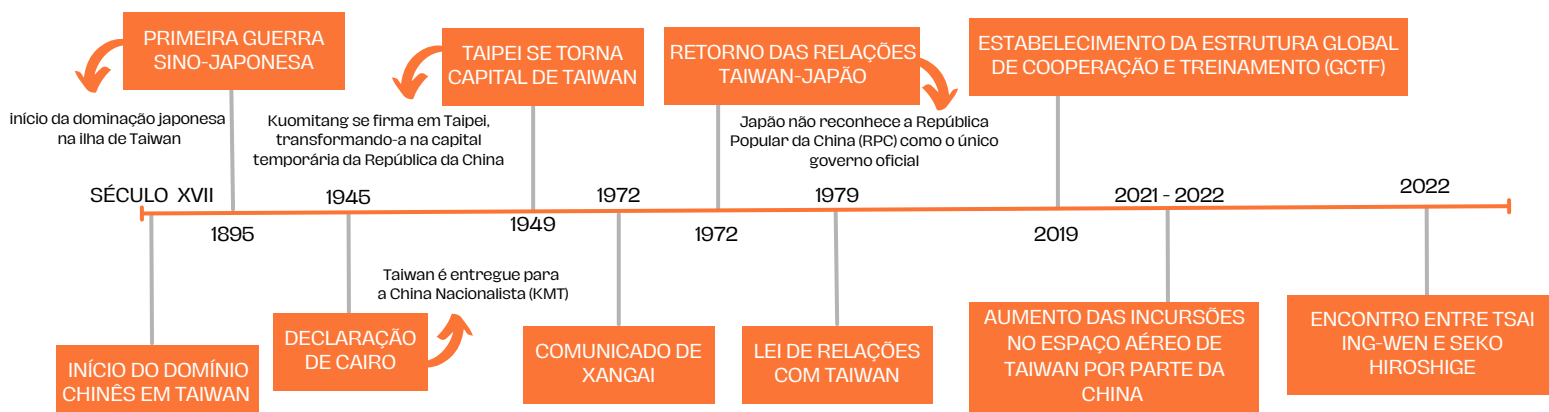 PRIMEIRA GUERRA
SINO-JAPONESA
início da dominação japonesa
na ilha de Taiwan
TAIPEI SE TORNA
CAPITAL DE TAIWAN
Kuomitang se firma em Taipei,
transformando-a na capital
temporária da República da China
RETORNO DAS RELAÇÕES
TAIWAN-JAPÃO
Japão não reconhece a República
Popular da China (RPC) como o único
governo oficial
ESTABELECIMENTO DA ESTRUTURA GLOBAL
DE COOPERAÇÃO E TREINAMENTO (GCTF)
SÉCULO XVII
1895
1945
1949
1972
1972
1979
2019
2021 - 2022
2022
INÍCIO DO DOMÍNIO
CHINÊS EM TAIWAN
Taiwan é entregue para
a China Nacionalista (KMT)
DECLARAÇÃO
DE CAIRO
COMUNICADO DE
XANGAI
LEI DE RELAÇÕES
COM TAIWAN
AUMENTO DAS INCURSÕES
NO ESPAÇO AÉREO DE
TAIWAN POR PARTE DA
CHINA
ENCONTRO ENTRE TSAI
ING-WEN E SEKO
HIROSHIGE